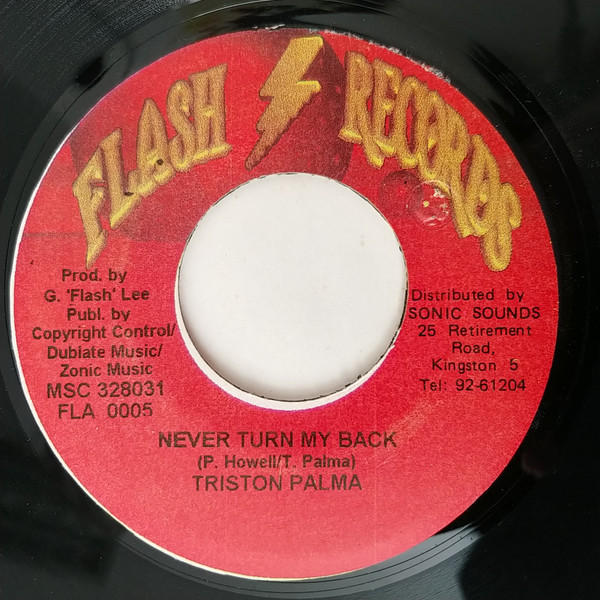 FLASH RECORDS
Prod. by
G. 'Flash' Lee
Publ. by
Copyright Control/
Dublate Music/
Zonic Music
MSC 328031
FLA 0005
Distributed by
SONIC SOUNDS
25 Retirement
Road,
Kingston 5
Tel: 92-61204
NEVER TURN MY BACK
(P. Howell/T. Palma)
TRISTON PALMA